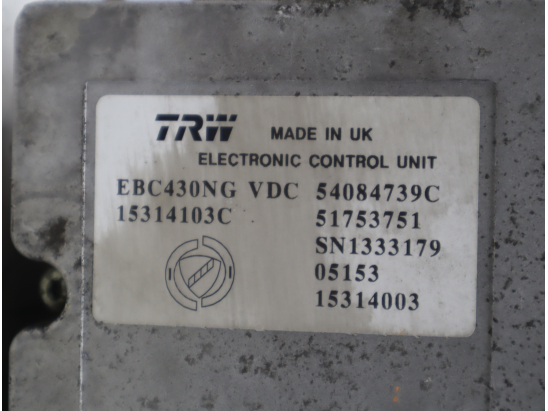 TRW MADE IN UK
ELECTRONIC CONTROL UNIT
EBC430NG VDC 54084739C
15314103C 51753751
SN1333179
05153
15314003